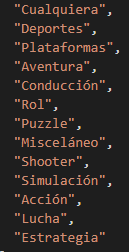 "Cualquiera",
"Deportes",
"Plataformas",
"Aventura",
"Conducción",
"Rol",
"Puzzle",
"Misceláneo",
"Shooter",
"Simulación",
"Acción",
"Lucha",
"Estrategia"